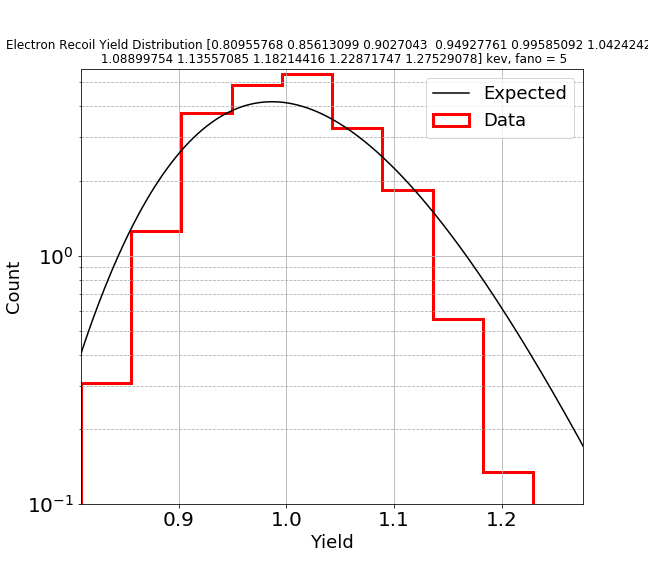 Electron Recoil Yield Distribution [0.80955768 0.85613099 0.9027043  0.94927761 0.99585092 1.0424242
1.08899754 1.13557085 1.18214416 1.22871747 1.27529078] kev, fano = 5
Expected
Data
10⁰
10⁻¹
Count
0.9 1.0 1.1 1.2
Yield